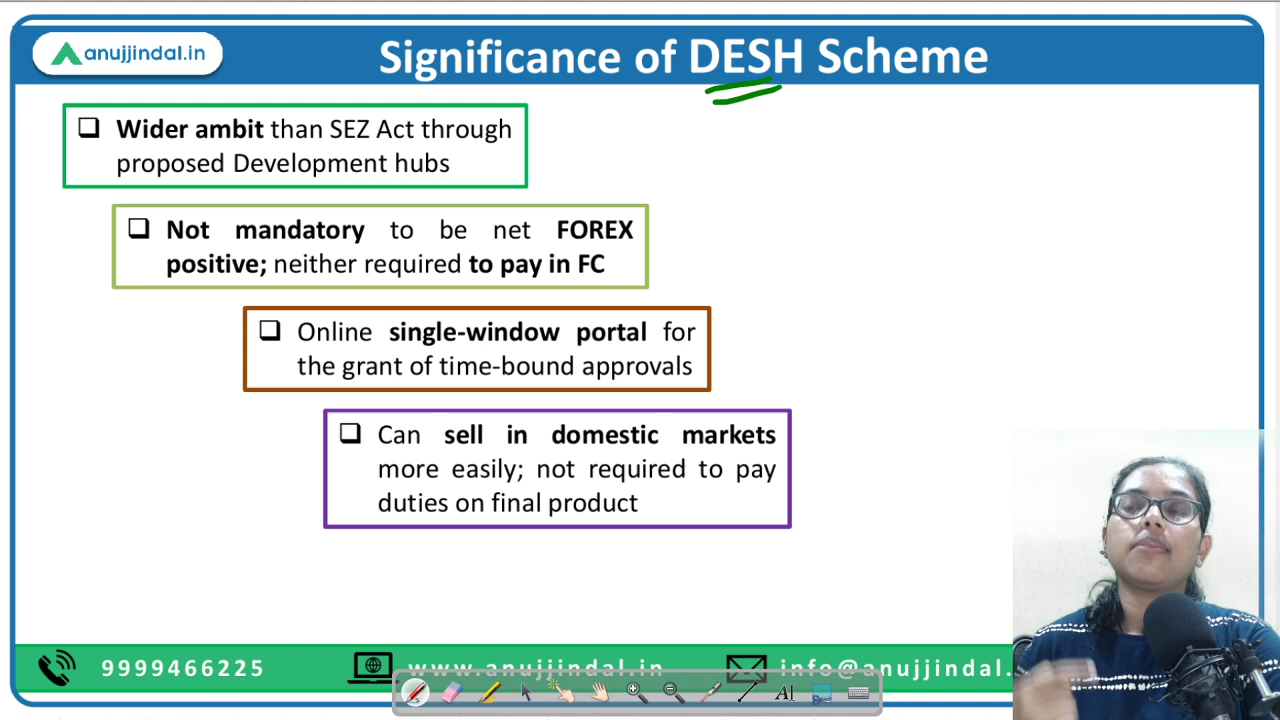 anujjindal.in
Significance of DESH Scheme
Wider ambit than SEZ Act through
proposed Development hubs
Not mandatory to be net FOREX
positive; neither required to pay in FC
Online single-window portal for
the grant of time-bound approvals
Can sell in domestic markets
more easily; not required to pay
duties on final product
9999466225
www.anujjindal.in
info@anujjindal.
AI